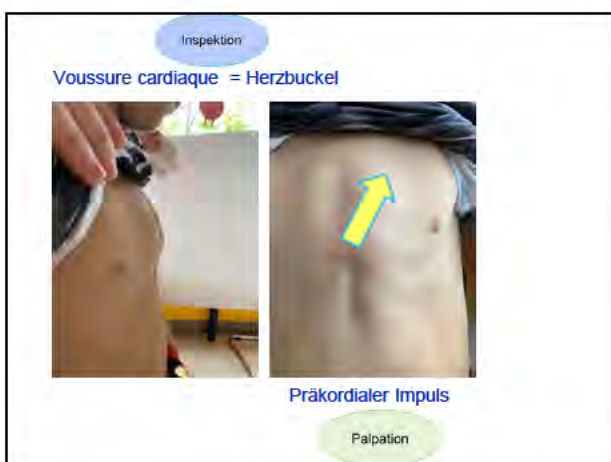 Inspektion
Voussure cardiaque = Herzbuckel
Präkordialer Impuls
Palpation